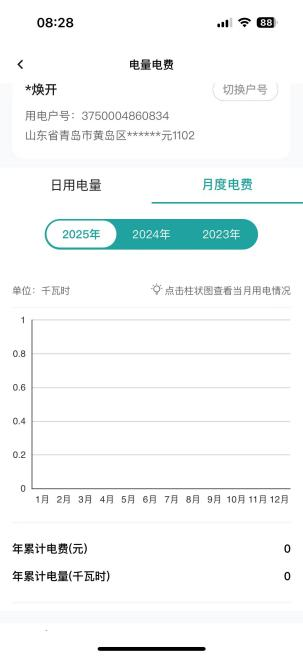 08:28
88
电量电费
*焕开
切换户号
用电户号：3750004860834
山东省青岛市黄岛区******元1102
日用电量
月度电费
2025年
2024年
2023年
单位：千瓦时
点击柱状图查看当月用电情况
1
0.8
0.6
0.4
0.2
0
1月 2月 3月 4月 5月 6月 7月 8月 9月 10月 11月 12月
年累计电费(元) 0
年累计电量(千瓦时) 0